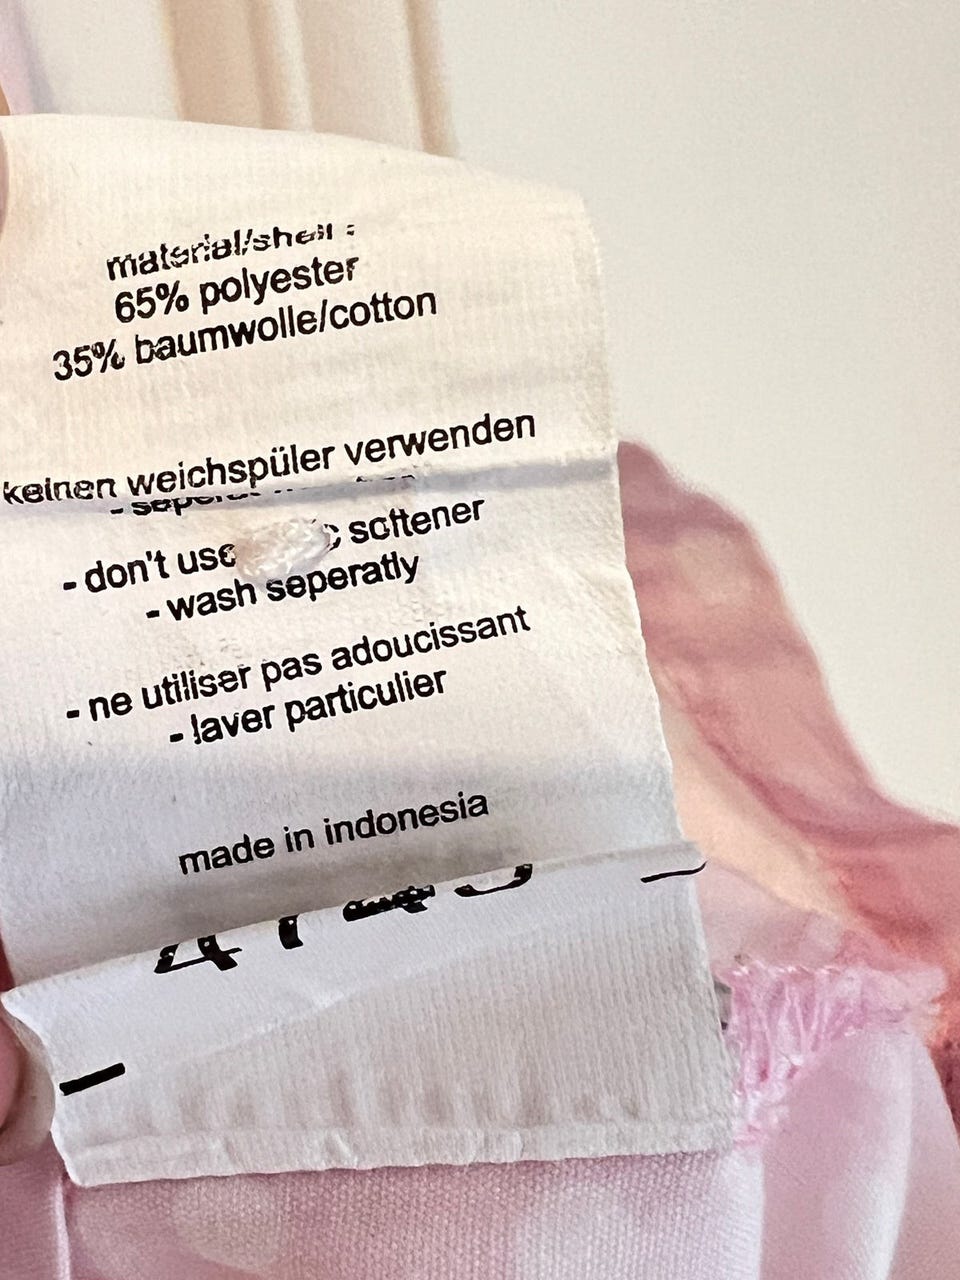 material/shell :
65% polyester
35% baumwolle/cotton
keinen weichspüler verwenden
- don't use softener
- wash seperatly
- ne utiliser pas adoucissant
- laver particulier
made in indonesia